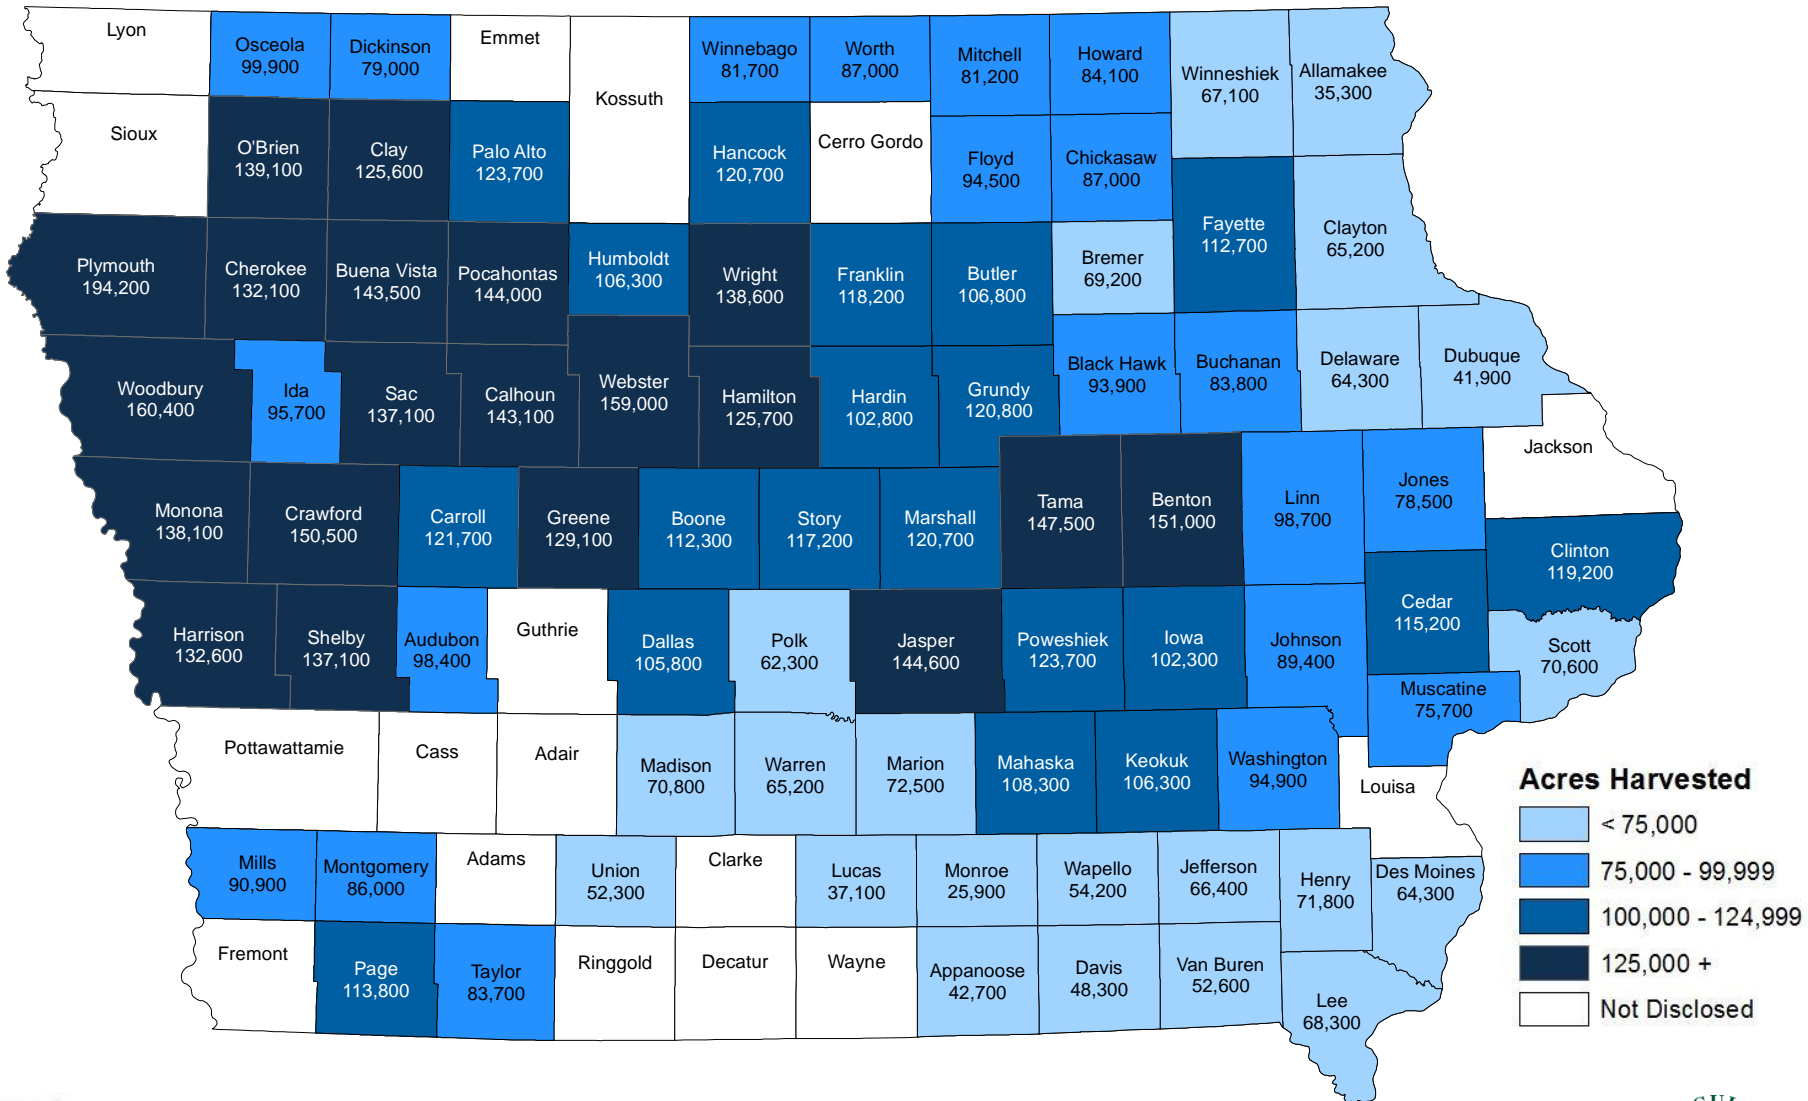 Lyon
Osceola
99,900
Dickinson
79,000
Emmet
Kossuth
Winnebago
81,700
Worth
87,000
Mitchell
81,200
Howard
84,100
Winneshiek
67,100
Allamakee
35,300
Sioux
O'Brien
139,100
Clay
125,600
Palo Alto
123,700
Hancock
120,700
Cerro Gordo
Floyd
94,500
Chickasaw
87,000
Fayette
112,700
Clayton
65,200
Plymouth
194,200
Cherokee
132,100
Buena Vista
143,500
Pocahontas
144,000
Humboldt
106,300
Wright
138,600
Franklin
118,200
Butler
106,800
Bremer
69,200
Woodbury
160,400
Ida
95,700
Sac
137,100
Calhoun
143,100
Webster
159,000
Hamilton
125,700
Hardin
102,800
Grundy
120,800
Black Hawk
93,900
Buchanan
83,800
Delaware
64,300
Dubuque
41,900
Jackson
Monona
138,100
Crawford
150,500
Carroll
121,700
Greene
129,100
Boone
112,300
Story
117,200
Marshall
120,700
Tama
147,500
Benton
151,000
Linn
98,700
Jones
78,500
Clinton
119,200
Cedar
115,200
Harrison
132,600
Shelby
137,100
Audubon
98,400
Guthrie
Dallas
105,800
Polk
62,300
Jasper
144,600
Poweshiek
123,700
Iowa
102,300
Johnson
89,400
Scott
70,600
Muscatine
75,700
Pottawattamie
Cass
Adair
Madison
70,800
Warren
65,200
Marion
72,500
Mahaska
108,300
Keokuk
106,300
Washington
94,900
Louisa
Mills
90,900
Montgomery
86,000
Adams
Union
52,300
Clarke
Lucas
37,100
Monroe
25,900
Wapello
54,200
Jefferson
66,400
Henry
71,800
Des Moines
64,300
Fremont
Page
113,800
Taylor
83,700
Ringgold
Decatur
Wayne
Appanoose
42,700
Davis
48,300
Van Buren
52,600
Lee
68,300
Acres Harvested
< 75,000
75,000 - 99,999
100,000 - 124,999
125,000 +
Not Disclosed